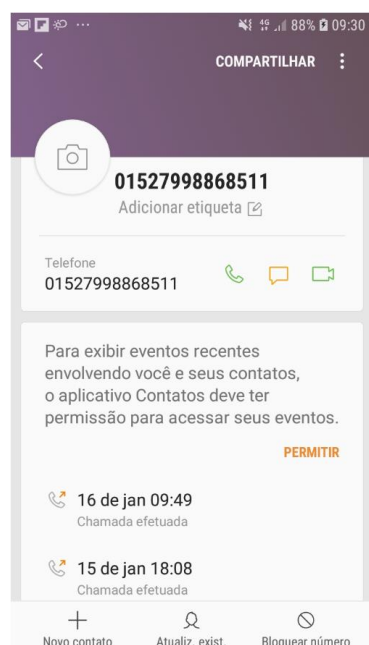 4G 88% 09:30
COMPARTILHAR
01527998868511
Adicionar etiqueta
Telefone
01527998868511
Para exibir eventos recentes
envolvendo você e seus contatos,
o aplicativo Contatos deve ter
permissão para acessar seus eventos.
PERMITIR
16 de jan 09:49
Chamada efetuada
15 de jan 18:08
Chamada efetuada
Novo contato Atualiz. exist. Bloquear número